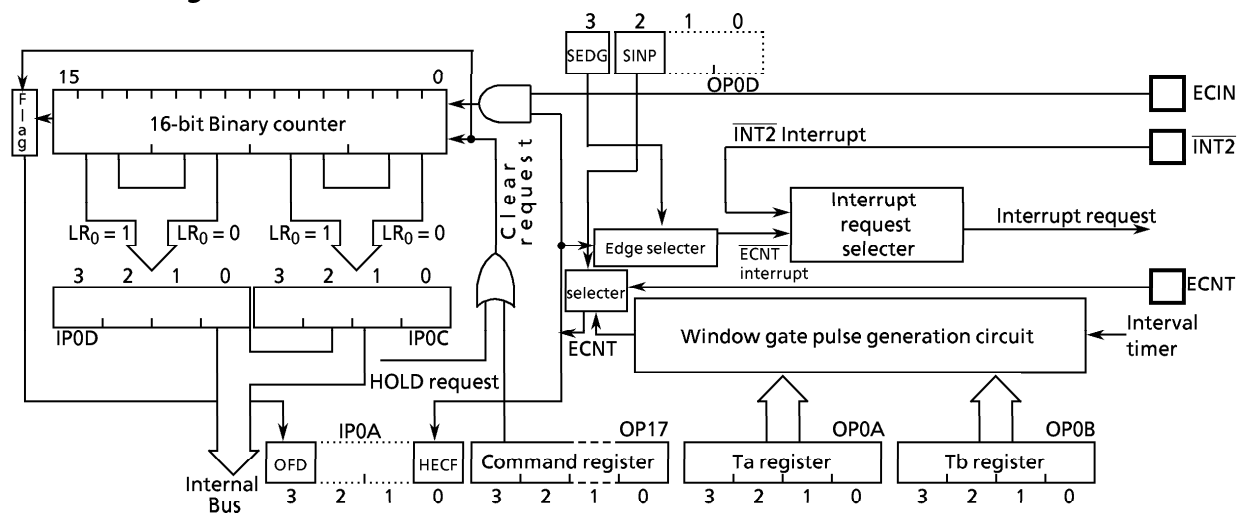 3 2 1 0
SEDG SINP
OP0D
15 0
Flag
16-bit Binary counter
ECIN
INT2 Interrupt
INT2
Clear request
Interrupt request selecter
Interrupt request
LR0 = 1 LR0 = 0 LR0 = 1 LR0 = 0
Edge selecter
ECNT interrupt
3 2 1 0 3 2 1 0
selecter
ECNT
IP0D IP0C
ECNT
Window gate pulse generation circuit
Interval timer
HOLD request
IP0A OP17 OP0A OP0B
OFD HECF Command register Ta register Tb register
Internal Bus
3 2 1 0 3 2 1 0 3 2 1 0 3 2 1 0